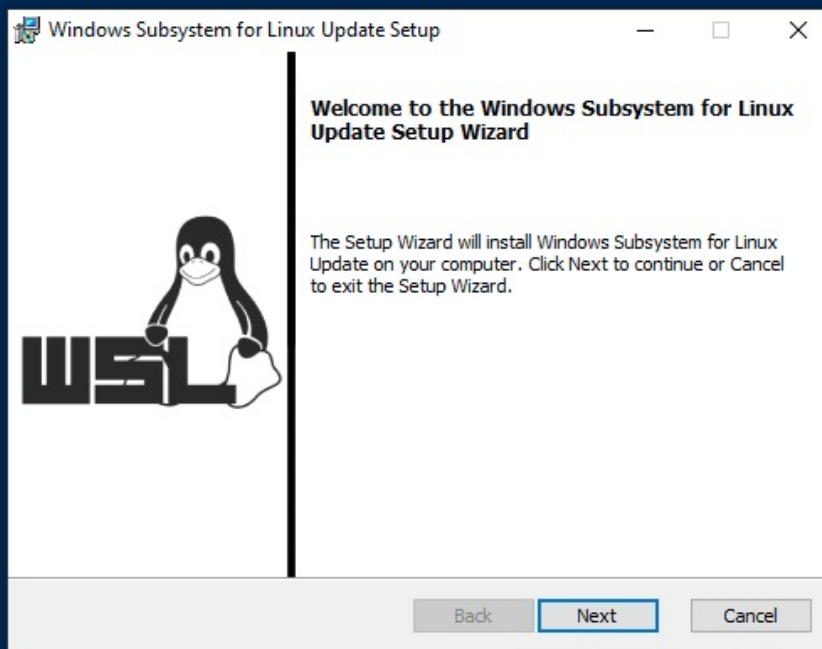 Windows Subsystem for Linux Update Setup
Welcome to the Windows Subsystem for Linux
Update Setup Wizard
The Setup Wizard will install Windows Subsystem for Linux
Update on your computer. Click Next to continue or Cancel
to exit the Setup Wizard.
WSL
Back Next Cancel